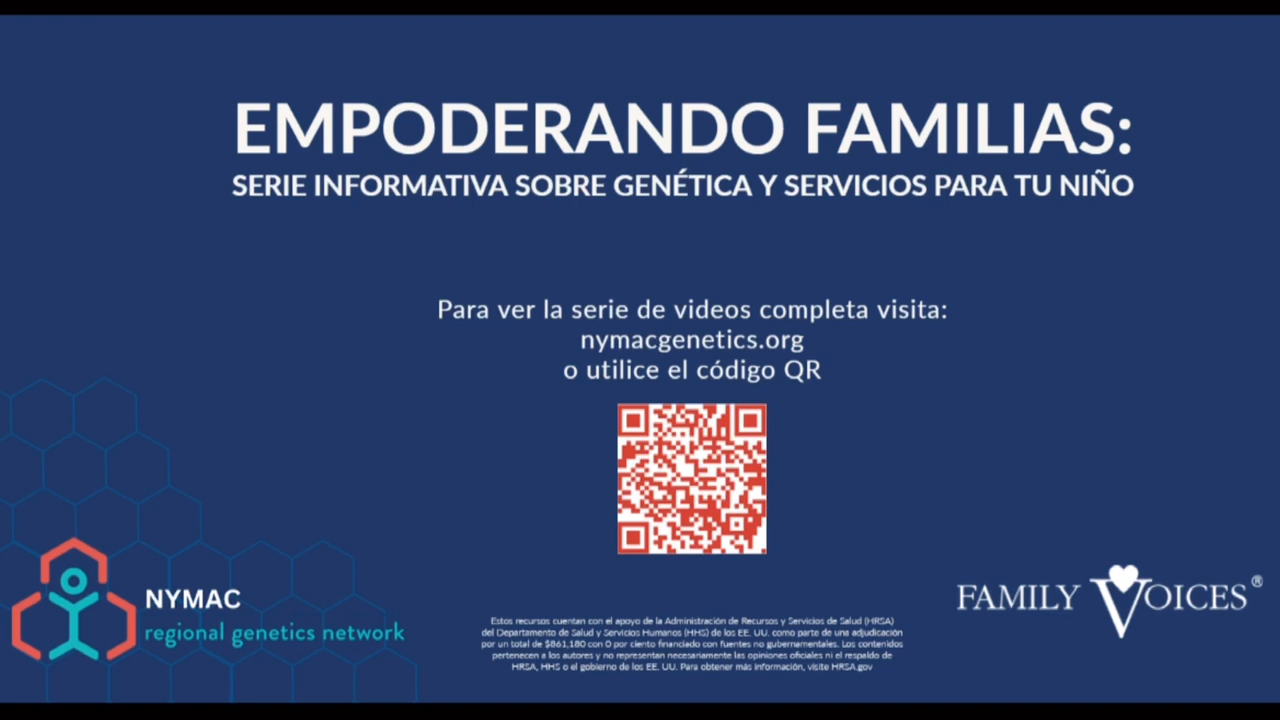 EMPODERANDO FAMILIAS:
SERIE INFORMATIVA SOBRE GENÉTICA Y SERVICIOS PARA TU NIÑO
Para ver la serie de videos completa visita:
nymacgenetics.org
o utilice el código QR
NYMAC
regional genetics network
Estos recursos cuentan con el apoyo de la Administración de Recursos y Servicios de Salud (HRSA)
del Departamento de Salud y Servicios Humanos (HHS) de los EE. UU. como parte de una adjudicación
por un total de $861,180 con 0 por ciento financiado con fuentes no gubernamentales. Los contenidos
pertenecen a los autores y no representan necesariamente las opiniones oficiales ni el respaldo de
HRSA, HHS o el gobierno de los EE. UU. Para obtener más información, visite HRSA.gov
FAMILY VOICES®